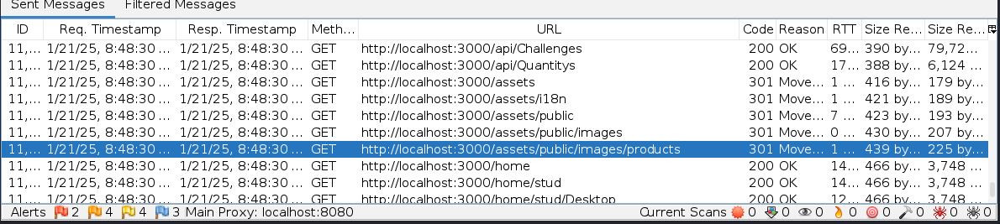 Sent Messages Filtered Messages
ID Req. Timestamp Resp. Timestamp Meth... URL Code Reason RTT Size Re... Size Re...
11,... 1/21/25, 8:48:30 ... 1/21/25, 8:48:30 ... GET http://localhost:3000/api/Challenges 200 OK 69... 390 by... 79,72...
11,... 1/21/25, 8:48:30 ... 1/21/25, 8:48:30 ... GET http://localhost:3000/api/Quantitys 200 OK 17... 388 by... 6,124 ...
11,... 1/21/25, 8:48:30 ... 1/21/25, 8:48:30 ... GET http://localhost:3000/assets 301 Move... 1 ... 416 by... 179 by...
11,... 1/21/25, 8:48:30 ... 1/21/25, 8:48:30 ... GET http://localhost:3000/assets/i18n 301 Move... 1 ... 421 by... 189 by...
11,... 1/21/25, 8:48:30 ... 1/21/25, 8:48:30 ... GET http://localhost:3000/assets/public 301 Move... 7 ... 423 by... 193 by...
11,... 1/21/25, 8:48:30 ... 1/21/25, 8:48:30 ... GET http://localhost:3000/assets/public/images 301 Move... 0 ... 430 by... 207 by...
11,... 1/21/25, 8:48:30 ... 1/21/25, 8:48:30 ... GET http://localhost:3000/assets/public/images/products 301 Move... 1 ... 439 by... 225 by...
11,... 1/21/25, 8:48:30 ... 1/21/25, 8:48:30 ... GET http://localhost:3000/home 200 OK 14... 466 by... 3,748 ...
11,... 1/21/25, 8:48:30 ... 1/21/25, 8:48:30 ... GET http://localhost:3000/home/stud 200 OK 14... 466 by... 3,748 ...
11,... 1/21/25, 8:48:30 ... 1/21/25, 8:48:30 ... GET http://localhost:3000/home/stud/Desktop 200 OK 12... 466 by... 3,748 ...
Alerts 2 4 4 3 Main Proxy: localhost:8080 Current Scans 0 0 0 0 0 0 0 0